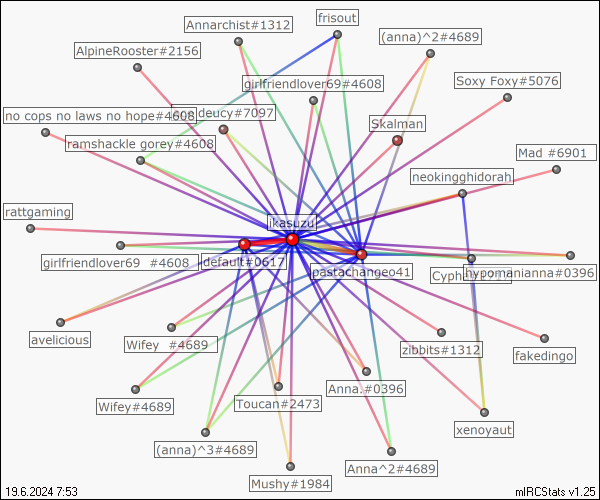 frisout
Annarchist#1312
(anna)^2#4689
AlpineRooster#2156
girlfriendlover69#4608
Soxy Foxy#5076
no cops no laws no hope#4608
deucy#7097
Skalman
ramshackle gorey#4608
Mad #6901
neokingghidorah
rattgaming
ikasuzu
girlfriendlover69 #4608
default#0617
pastachangeo41
hypomanianna#0396
avelicious
Wifey #4689
zibbits#1312
fakedingo
Wifey#4689
Toucan#2473
Anna.#0396
xenoyaut
(anna)^3#4689
Mushy#1984
Anna^2#4689
19.6.2024 7:53
mIRCStats v1.25